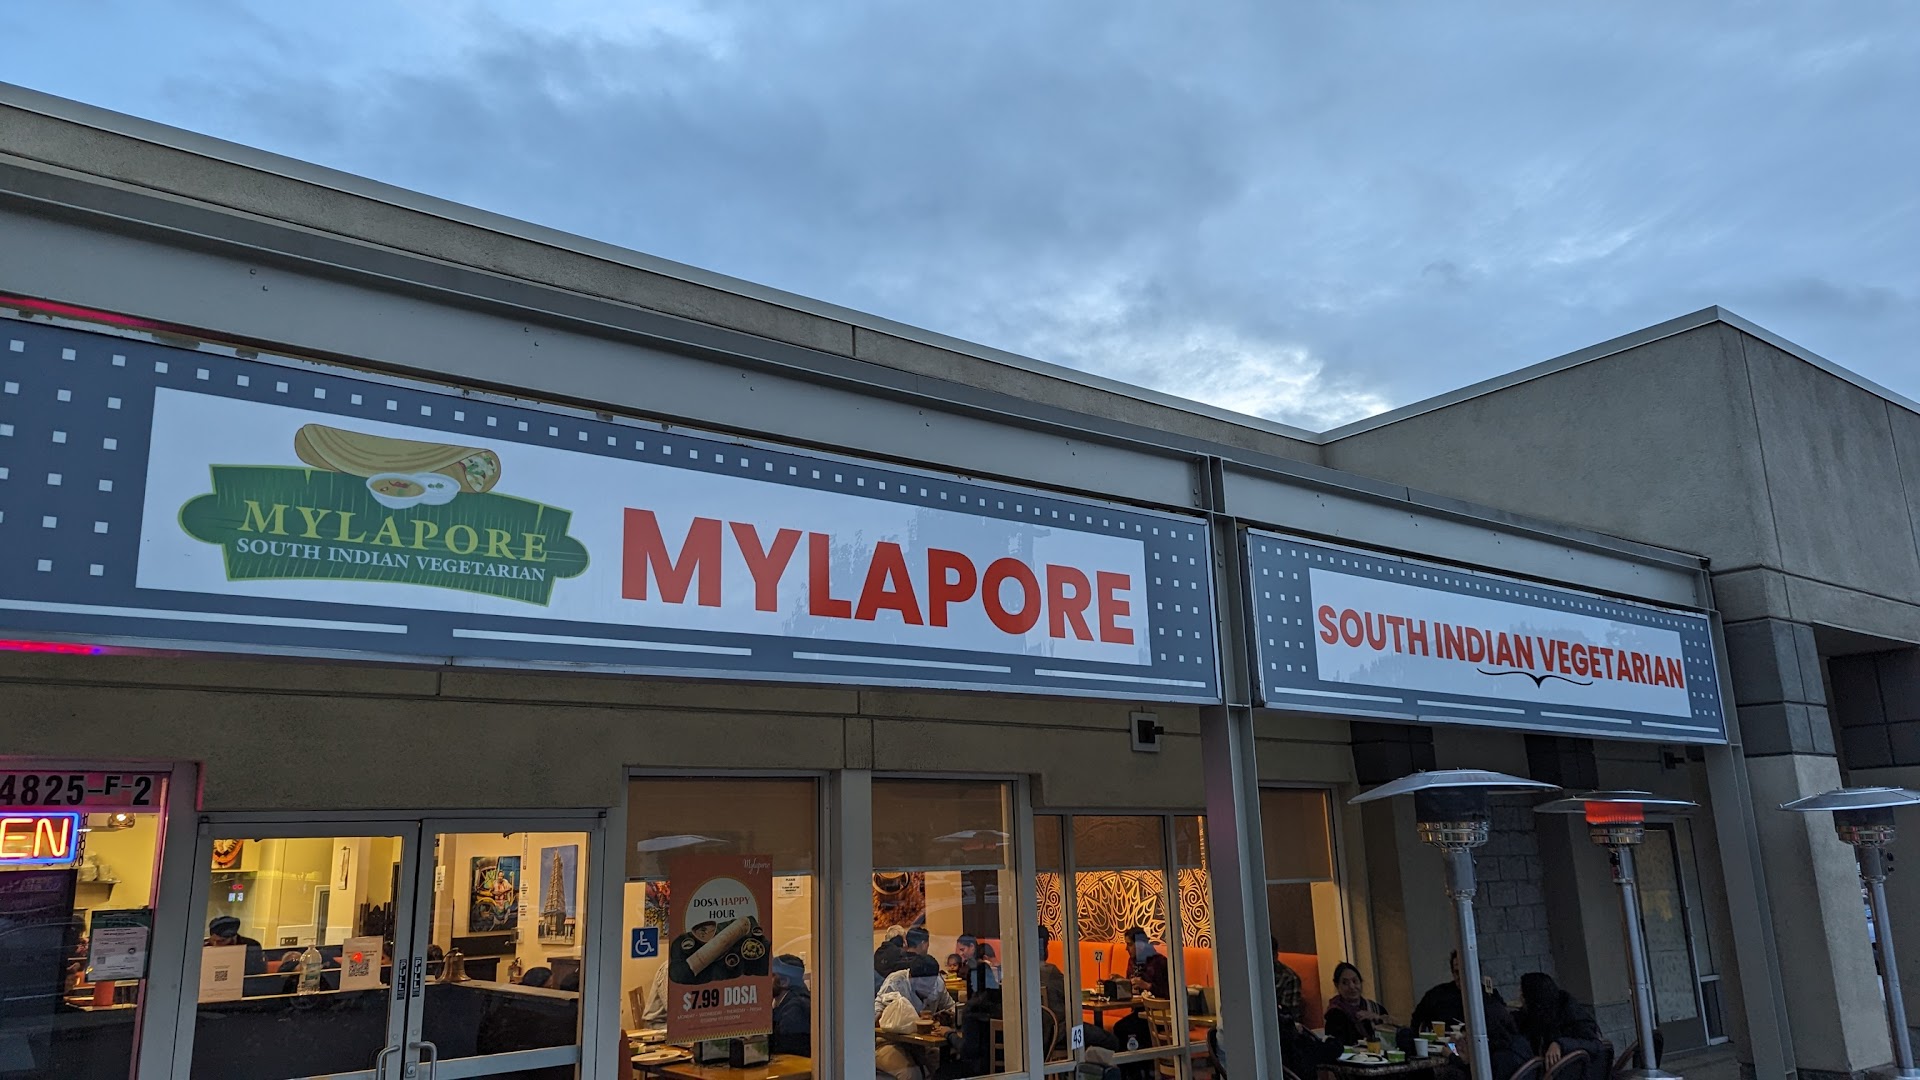 MYLAPORE
SOUTH INDIAN VEGETARIAN
MYLAPORE
SOUTH INDIAN VEGETARIAN
4825-F-2
EN
Mylapore
DOSA HAPPY
HOUR
$7.99 DOSA
PULL
PULL
27
43